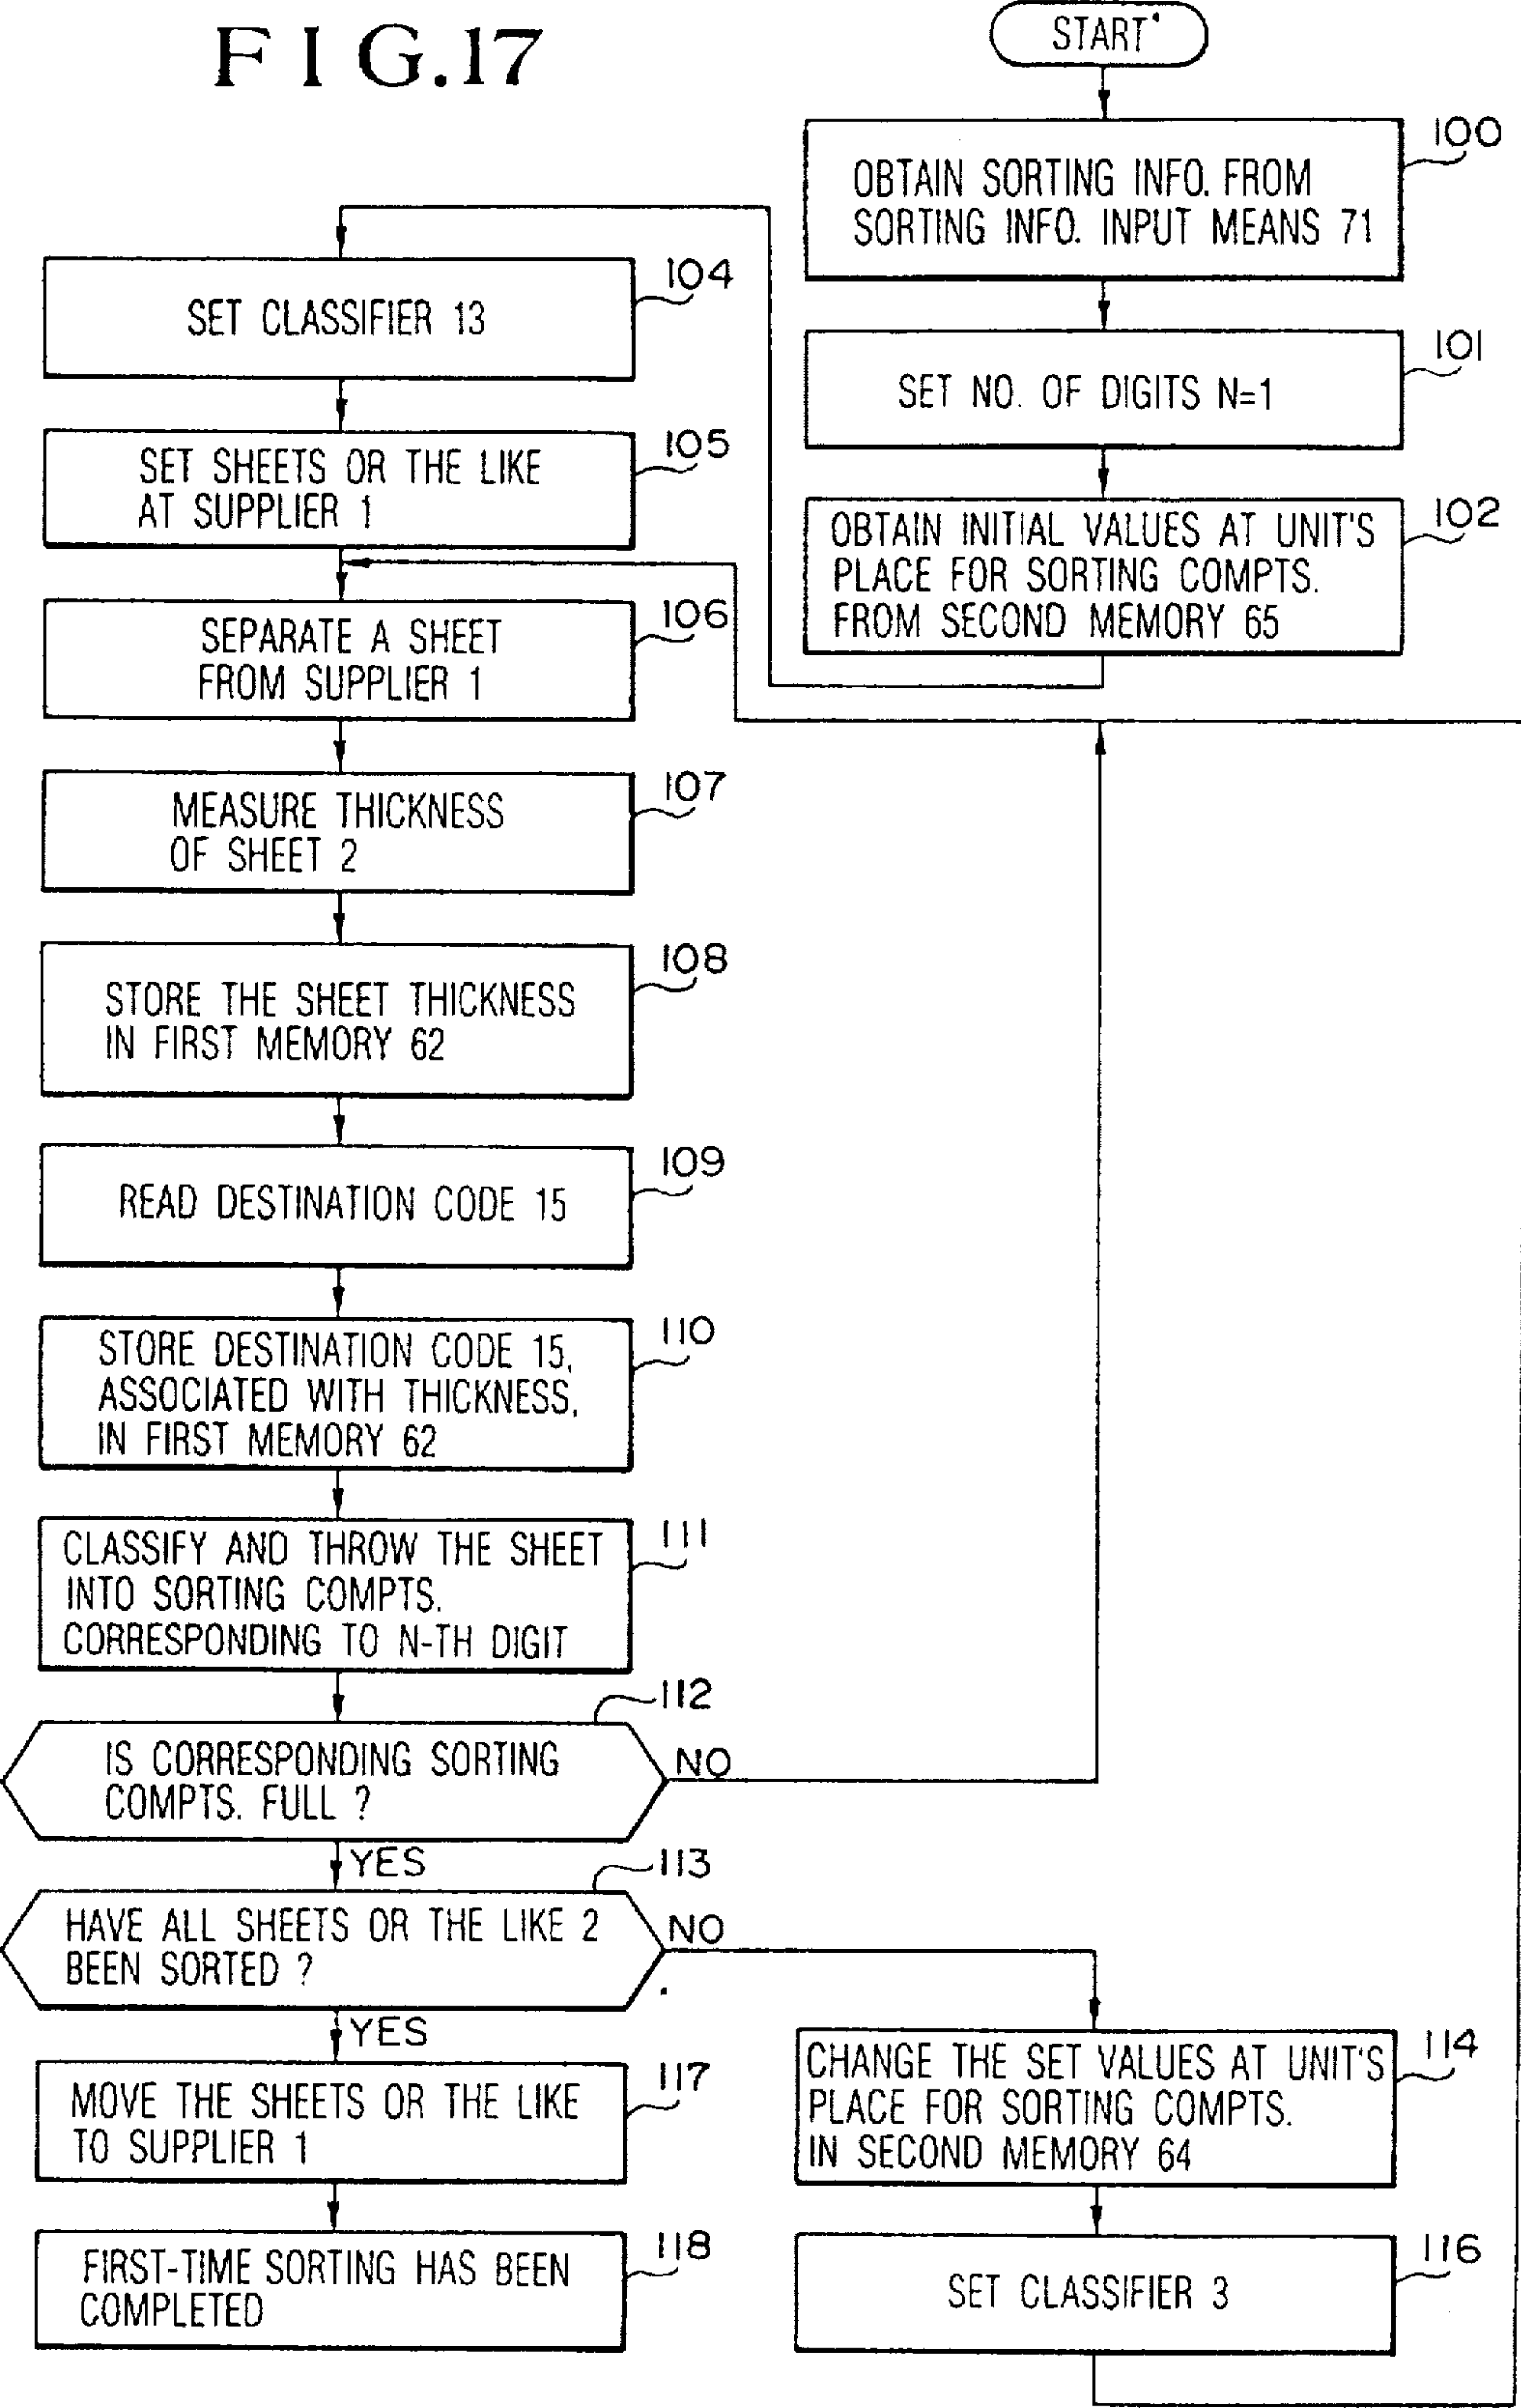 FIG.17
START
100
OBTAIN SORTING INFO. FROM
SORTING INFO. INPUT MEANS 71
101
SET NO. OF DIGITS N=1
102
OBTAIN INITIAL VALUES AT UNIT'S
PLACE FOR SORTING COMPTS.
FROM SECOND MEMORY 65
104
SET CLASSIFIER 13
105
SET SHEETS OR THE LIKE
AT SUPPLIER 1
106
SEPARATE A SHEET
FROM SUPPLIER 1
107
MEASURE THICKNESS
OF SHEET 2
108
STORE THE SHEET THICKNESS
IN FIRST MEMORY 62
109
READ DESTINATION CODE 15
110
STORE DESTINATION CODE 15,
ASSOCIATED WITH THICKNESS,
IN FIRST MEMORY 62
111
CLASSIFY AND THROW THE SHEET
INTO SORTING COMPTS.
CORRESPONDING TO N-TH DIGIT
112
IS CORRESPONDING SORTING
COMPTS. FULL ?
NO
YES
113
HAVE ALL SHEETS OR THE LIKE 2
BEEN SORTED ?
NO
YES
117
MOVE THE SHEETS OR THE LIKE
TO SUPPLIER 1
118
FIRST-TIME SORTING HAS BEEN
COMPLETED
114
CHANGE THE SET VALUES AT UNIT'S
PLACE FOR SORTING COMPTS.
IN SECOND MEMORY 64
116
SET CLASSIFIER 3